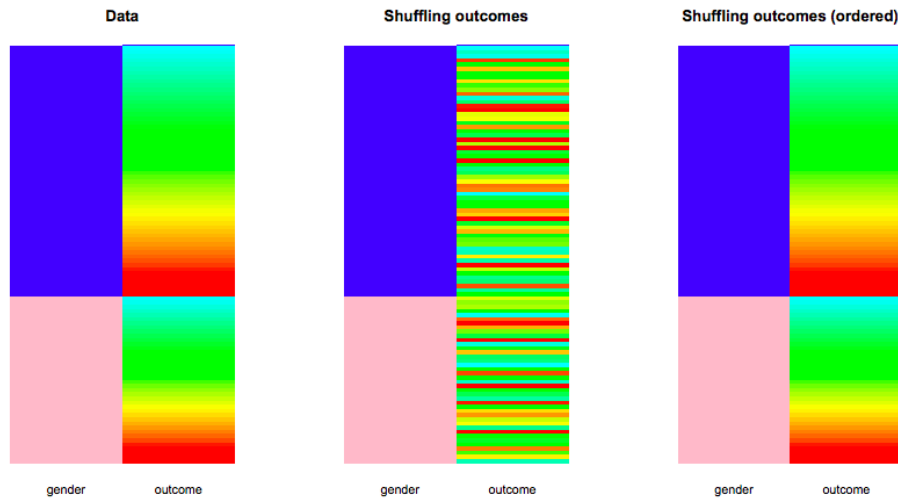 Data
Shuffling outcomes
Shuffling outcomes (ordered)
gender outcome
gender outcome
gender outcome